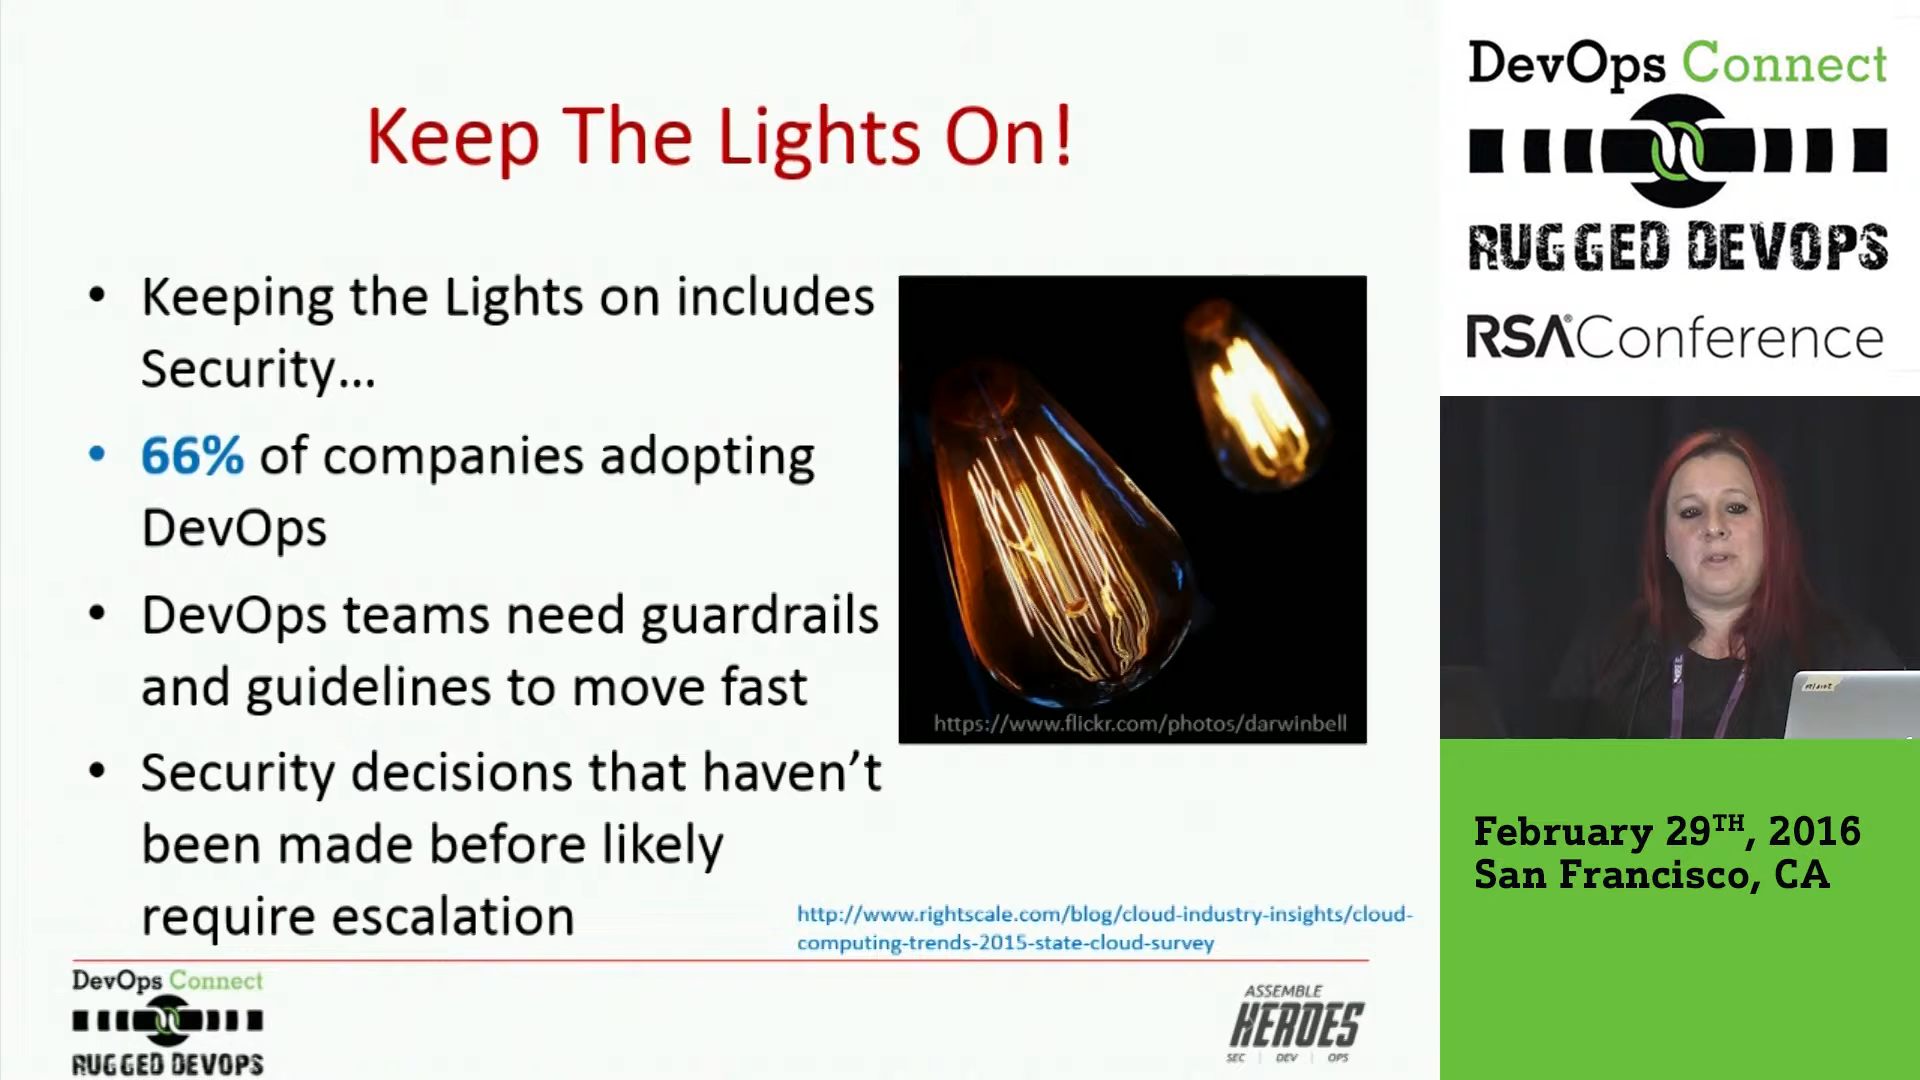 Keep The Lights On!
• Keeping the Lights on includes
Security...
• 66% of companies adopting
DevOps
• DevOps teams need guardrails
and guidelines to move fast
• Security decisions that haven’t
been made before likely
require escalation
https://www.flickr.com/photos/darwinbell
http://www.rightscale.com/blog/cloud-industry-insights/cloud-
computing-trends-2015-state-cloud-survey
DevOps Connect
RUGGED DEVOPS
ASSEMBLE
HEROES
SEC | DEV | OPS
DevOps Connect
RUGGED DEVOPS
RSA®Conference
February 29TH, 2016
San Francisco, CA